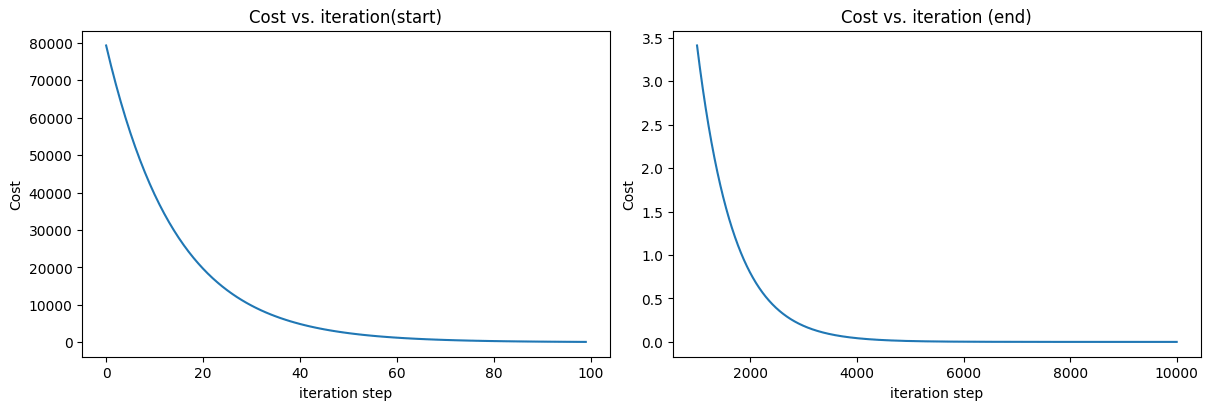 Cost vs. iteration(start)
80000
70000
60000
50000
40000
30000
20000
10000
0
Cost
0 20 40 60 80 100
iteration step
Cost vs. iteration (end)
3.5
3.0
2.5
2.0
1.5
1.0
0.5
0.0
Cost
2000 4000 6000 8000 10000
iteration step